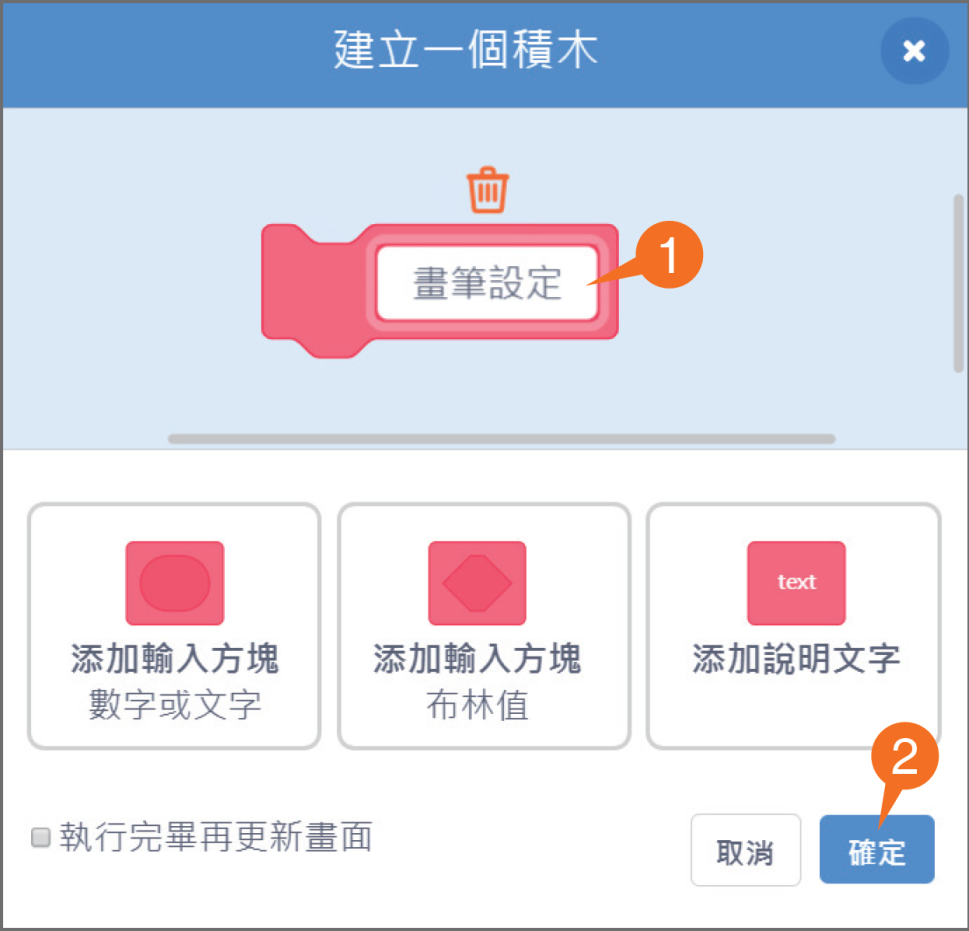 建立一個積木
畫筆設定
1
text
添加輸入方塊
數字或文字
添加輸入方塊
布林值
添加說明文字
2
執行完畢再更新畫面
取消
確定